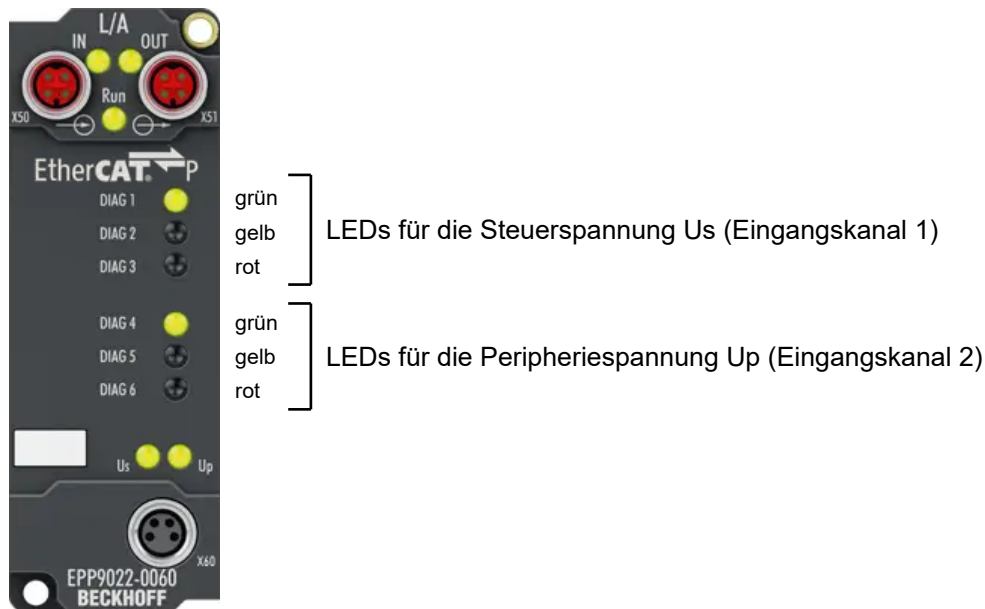 L/A
IN OUT
Run
X50 X51
EtherCAT. P
DIAG 1 grün
DIAG 2 gelb
DIAG 3 rot
LEDs für die Steuerspannung Us (Eingangskanal 1)
DIAG 4 grün
DIAG 5 gelb
DIAG 6 rot
LEDs für die Peripheriespannung Up (Eingangskanal 2)
Us Up
X60
EPP9022-0060
BECKHOFF